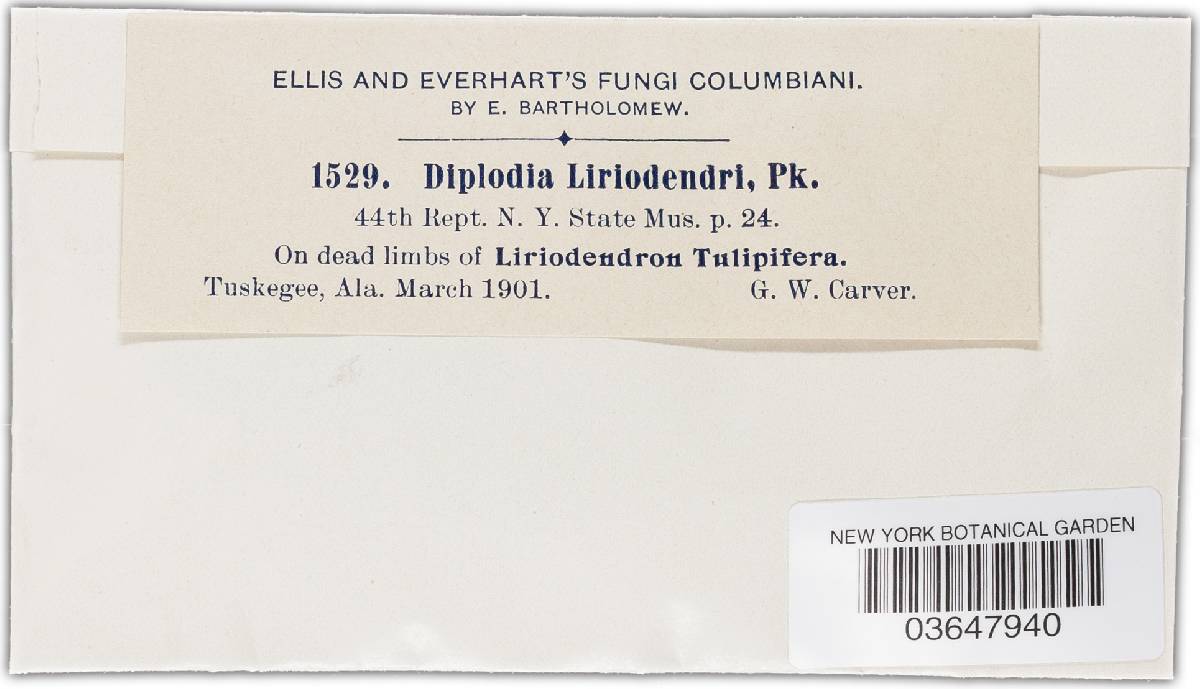 ELLIS AND EVERHART'S FUNGI COLUMBIANI.
BY E. BARTHOLOMEW.
1529. Diplodia Liriodendri, Pk.
44th Rept. N. Y. State Mus. p. 24.
On dead limbs of Liriodendron Tulipifera.
Tuskegee, Ala. March 1901. G. W. Carver.
NEW YORK BOTANICAL GARDEN
03647940